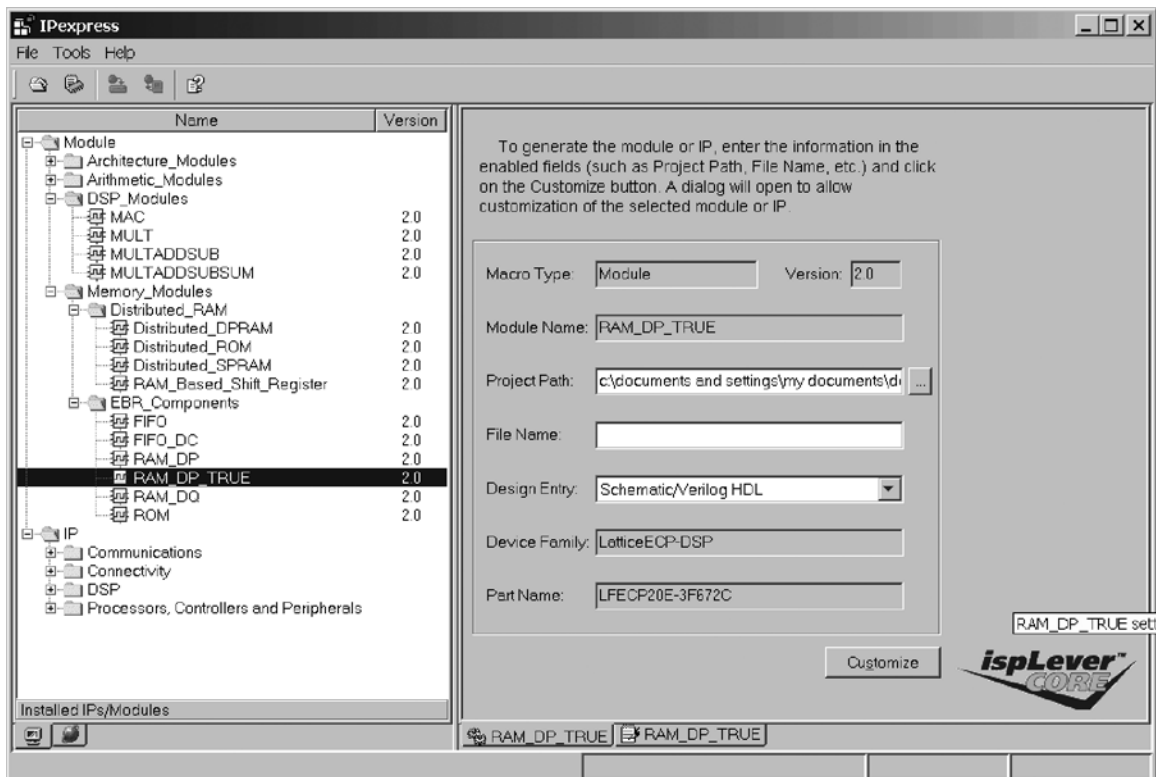 IPexpress
File Tools Help
Name Version
Module
Architecture_Modules
Arithmetic_Modules
DSP_Modules
MAC 2.0
MULT 2.0
MULTADDSUB 2.0
MULTADDSUBSUM 2.0
Memory_Modules
Distributed_RAM
Distributed_DPRAM 2.0
Distributed_ROM 2.0
Distributed_SPRAM 2.0
RAM_Based_Shift_Register 2.0
EBR_Components
FIFO 2.0
FIFO_DC 2.0
RAM_DP 2.0
RAM_DP_TRUE 2.0
RAM_DQ 2.0
ROM 2.0
IP
Communications
Connectivity
DSP
Processors, Controllers and Peripherals
Installed IPs/Modules
To generate the module or IP, enter the information in the
enabled fields (such as Project Path, File Name, etc.) and click
on the Customize button. A dialog will open to allow
customization of the selected module or IP.
Macro Type: Module Version: 2.0
Module Name: RAM_DP_TRUE
Project Path: c:\documents and settings\my documents\d ...
File Name:
Design Entry: Schematic/Verilog HDL
Device Family: LatticeECP-DSP
Part Name: LFECP20E-3F672C
RAM_DP_TRUE sett
Customize
ispLever™
CORE
RAM_DP_TRUE RAM_DP_TRUE